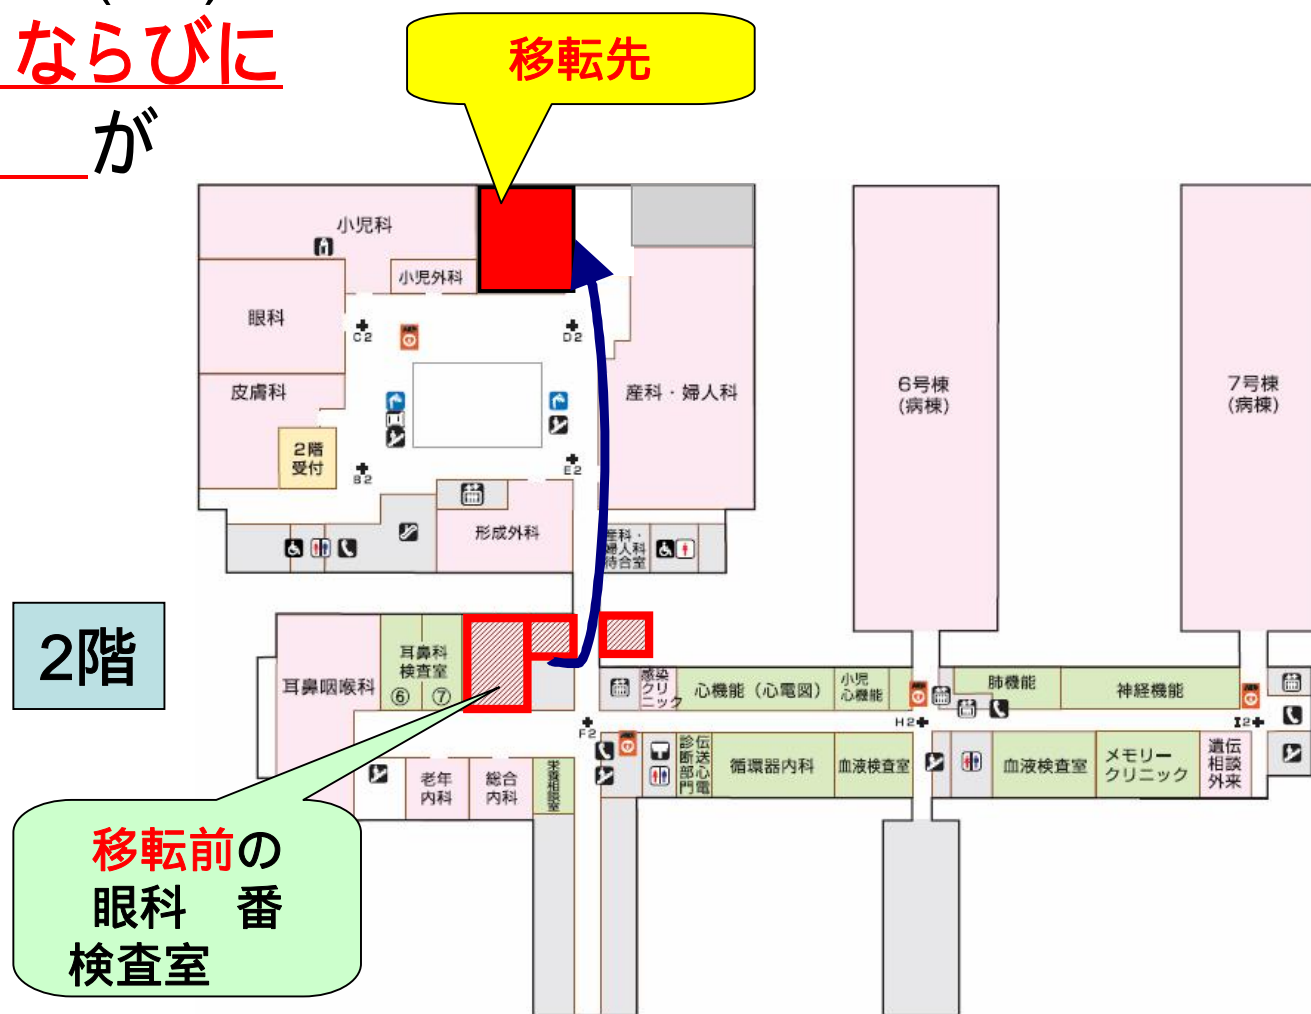 ならびに
が
移転先
小児科
小児外科
眼科
C2
D2
皮膚科
産科・婦人科
6号棟
(病棟)
7号棟
(病棟)
2階
受付
B2
E2
形成外科
産科・
婦人科
待合室
2階
耳鼻咽喉科
耳鼻科
検査室
⑥ ⑦
感染
クリ
ニック
心機能（心電図）
小児
心機能
肺機能
神経機能
F2
H2
I2
診断部門
伝送心電
循環器内科
血液検査室
血液検査室
メモリー
クリニック
遺伝
相談
外来
老年
内科
総合
内科
栄養相談室
移転前の
眼科 番
検査室